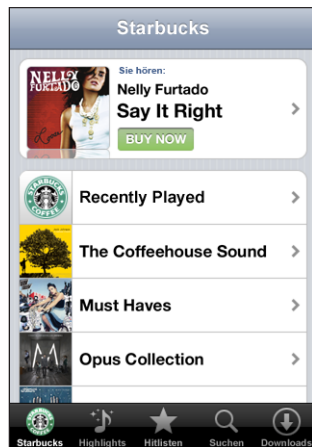 Starbucks
NELLY
FURTADO
Loose
Sie hören:
Nelly Furtado
Say It Right
BUY NOW
STARBUCKS
COFFEE
Recently Played
The Coffeehouse Sound
Must Haves
M
Opus Collection
Starbucks Highlights Hitlisten Suchen Downloads